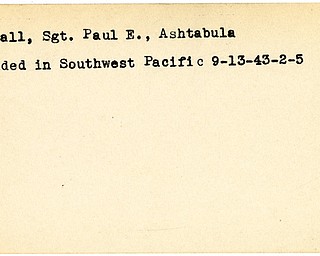 all, Sgt. Paul E., Ashtabula
ded in Southwest Pacific 9-13-43-2-5